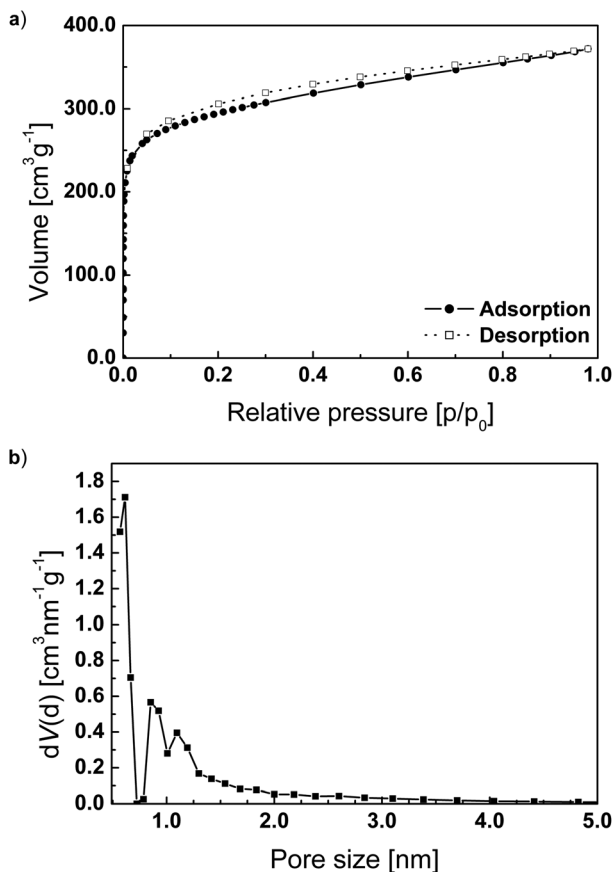 a)
400.0
300.0
200.0
100.0
0.0
Volume [cm³g⁻¹]
Adsorption
Desorption
0.0 0.2 0.4 0.6 0.8 1.0
Relative pressure [p/p₀]
b)
1.8
1.6
1.4
1.2
1.0
0.8
0.6
0.4
0.2
0.0
dV(d) [cm³nm⁻¹g⁻¹]
1.0 2.0 3.0 4.0 5.0
Pore size [nm]